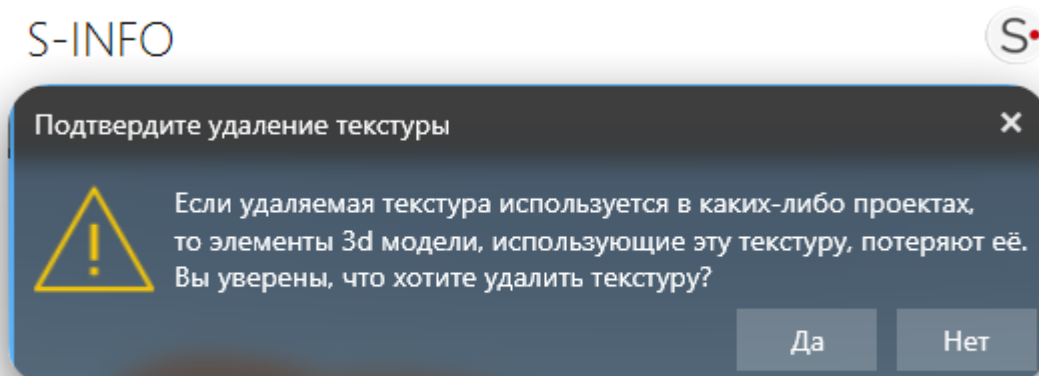 S-INFO
S
Подтвердите удаление текстуры
Если удаляемая текстура используется в каких-либо проектах,
то элементы 3d модели, использующие эту текстуру, потеряют её.
Вы уверены, что хотите удалить текстуру?
Да Нет